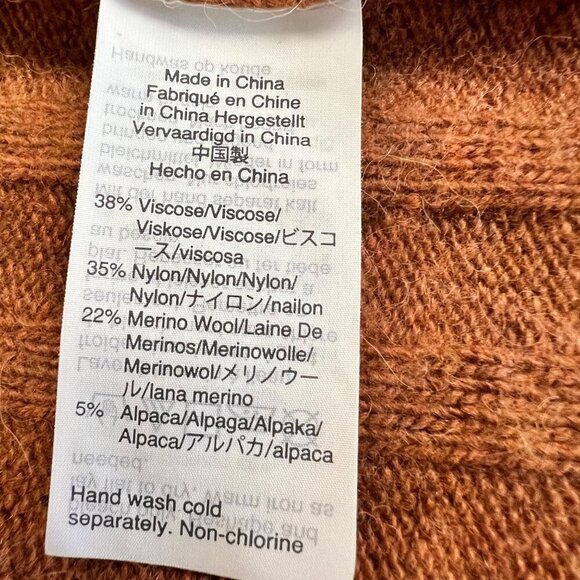 Made in China
Fabriqué en Chine
in China Hergestellt
Vervaardigd in China
中国製
Hecho en China
38% Viscose/Viscose/
Viskose/Viscose/ビスコ
ース/viscosa
35% Nylon/Nylon/Nylon/
Nylon/ナイロン/nailon
22% Merino Wool/Laine De
Merinos/Merinowolle/
Merinowol/メリノウー
ル/lana merino
5% Alpaca/Alpaga/Alpaka/
Alpaca/アルパカ/alpaca
Hand wash cold
separately. Non-chlorine